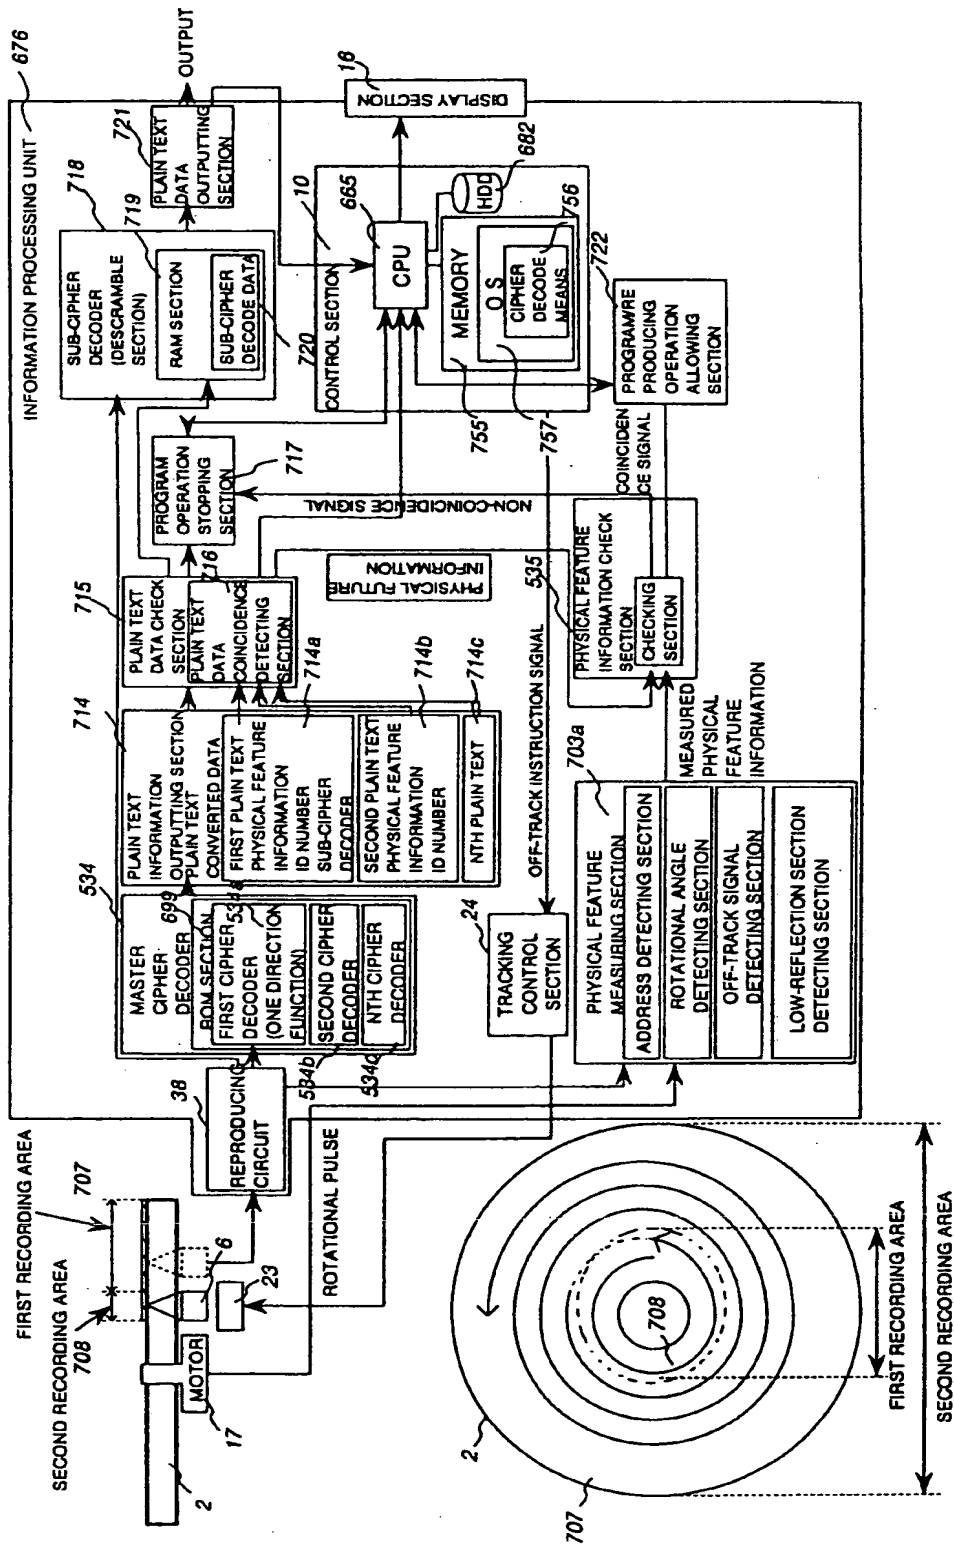 INFORMATION PROCESSING UNIT 676
OUTPUT
721
PLAIN TEXT
DATA
OUTPUTTING
SECTION
718
SUB-CIPHER
DECODER
(DESCRAMBLE
SECTION)
719
RAM SECTION
SUB-CIPHER
DECODE DATA
720
717
PROGRAM
OPERATION
STOPPING
SECTION
715
PLAIN TEXT
DATA CHECK
SECTION
716
PLAIN TEXT
DATA
COINCIDENCE
DETECTING
SECTION
714
PLAIN TEXT
INFORMATION
OUTPUTTING SECTION
PLAIN TEXT
CONVERTED DATA
714a
FIRST PLAIN TEXT
PHYSICAL FEATURE
INFORMATION
ID NUMBER
SUB-CIPHER
DECODER
714b
SECOND PLAIN TEXT
PHYSICAL FEATURE
INFORMATION
ID NUMBER
714c
NTH PLAIN TEXT
534
MASTER
CIPHER
DECODER
699
ROM SECTION
534a
FIRST CIPHER
DECODER
(ONE DIRECTION
FUNCTION)
SECOND CIPHER
DECODER
534b
NTH CIPHER
DECODER
534c
38
REPRODUCING
CIRCUIT
FIRST RECORDING AREA
707
SECOND RECORDING AREA
708
6
23
MOTOR
17
2
ROTATIONAL PULSE
16
DISPLAY SECTION
10
CONTROL SECTION
665
CPU
HDD
682
MEMORY
755
O S
757
CIPHER
DECODE
MEANS
756
722
PROGRAMWRE
PRODUCING
OPERATION
ALLOWING
SECTION
COINCIDEN
CE SIGNAL
NON-COINCIDENCE SIGNAL
PHYSICAL FUTURE
INFORMATION
535
PHYSICAL FEATURE
INFORMATION CHECK
SECTION
CHECKING
SECTION
OFF-TRACK INSTRUCTION SIGNAL
24
TRACKING
CONTROL
SECTION
703a
MEASURED
PHYSICAL
FEATURE
INFORMATION
PHYSICAL FEATURE
MEASURING SECTION
ADDRESS DETECTING SECTION
ROTATIONAL ANGLE
DETECTING SECTION
OFF-TRACK SIGNAL
DETECTING SECTION
LOW-REFLECTION SECTION
DETECTING SECTION
2
707
708
FIRST RECORDING AREA
SECOND RECORDING AREA